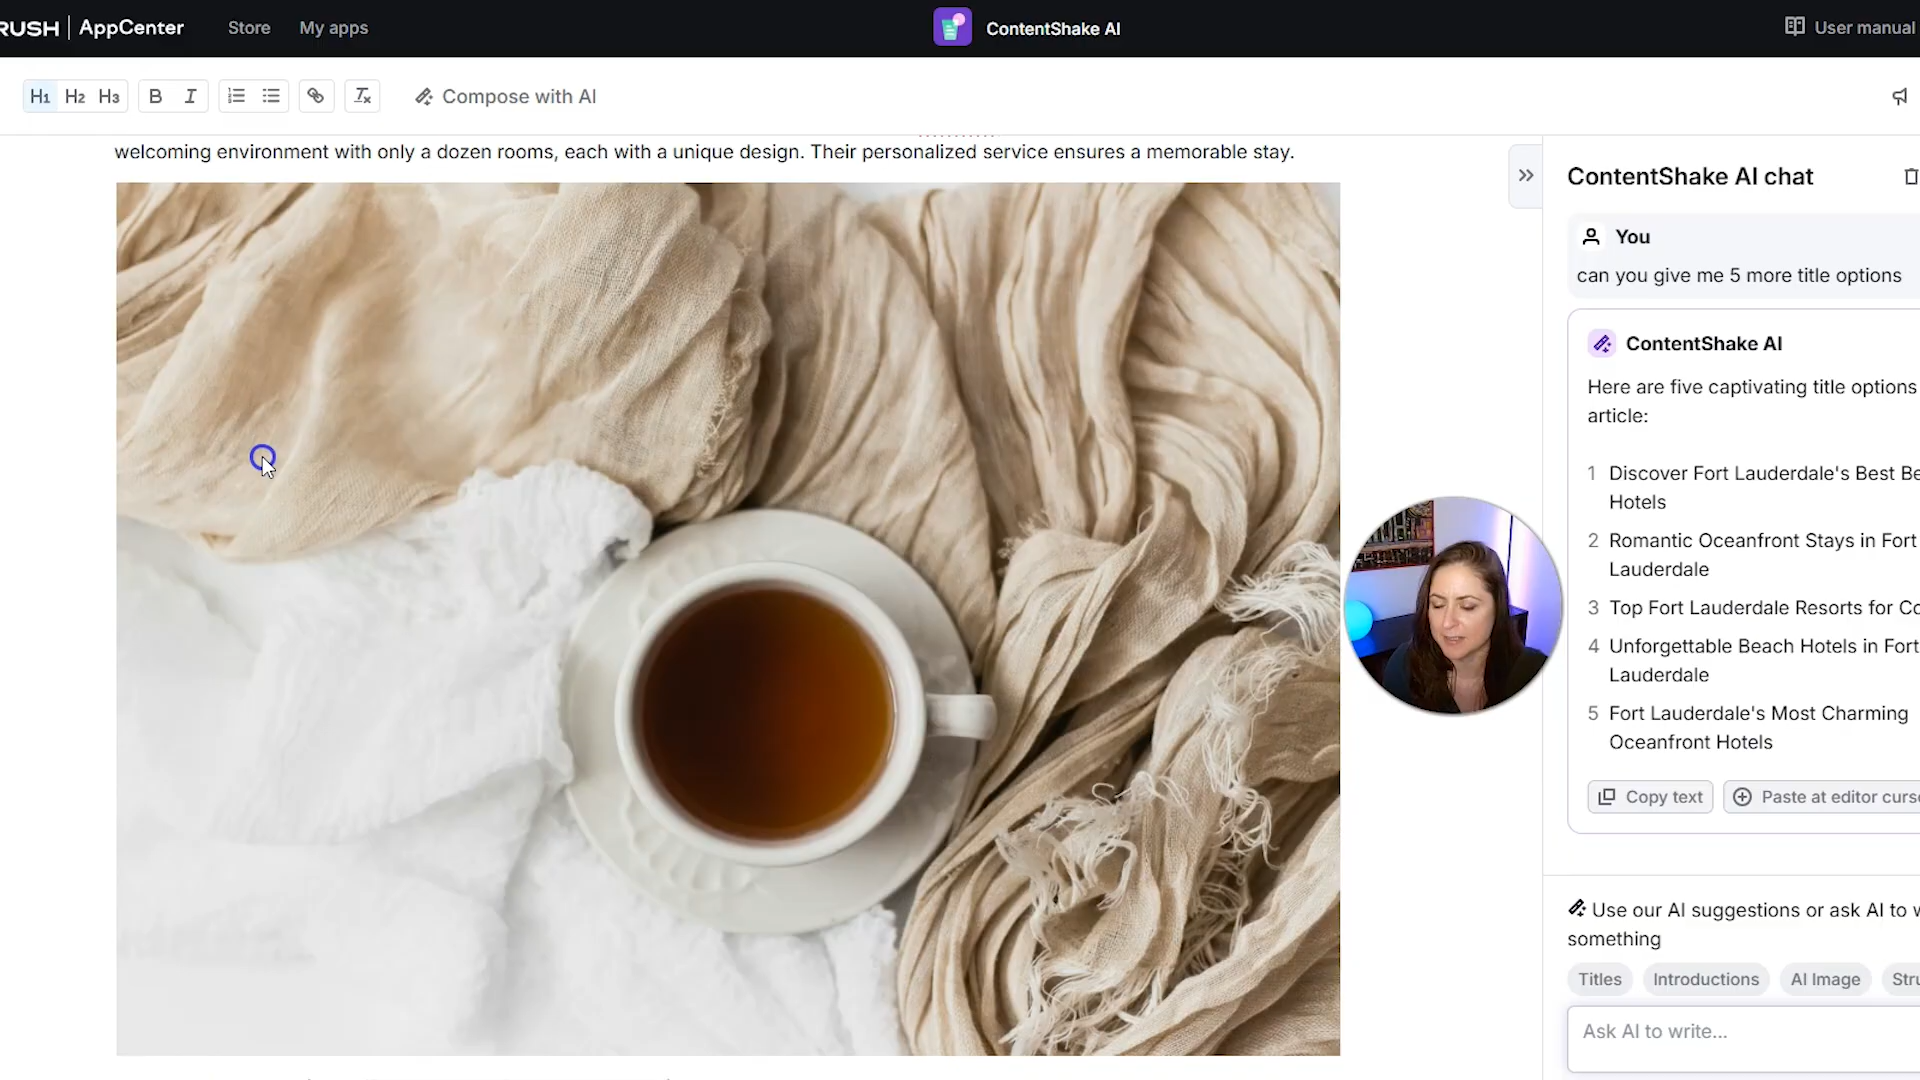 RUSH | AppCenter
Store
My apps
ContentShake AI
User manual
H1 H2 H3 B I
Compose with AI
welcoming environment with only a dozen rooms, each with a unique design. Their personalized service ensures a memorable stay.
ContentShake AI chat
You
can you give me 5 more title options
ContentShake AI
Here are five captivating title options
article:
1 Discover Fort Lauderdale's Best
Hotels
2 Romantic Oceanfront Stays in Fort
Lauderdale
3 Top Fort Lauderdale Resorts for
4 Unforgettable Beach Hotels in Fort
Lauderdale
5 Fort Lauderdale's Most Charming
Oceanfront Hotels
Copy text
Paste at editor
Use our AI suggestions or ask AI to
something
Titles
Introductions
AI Image
Ask AI to write...